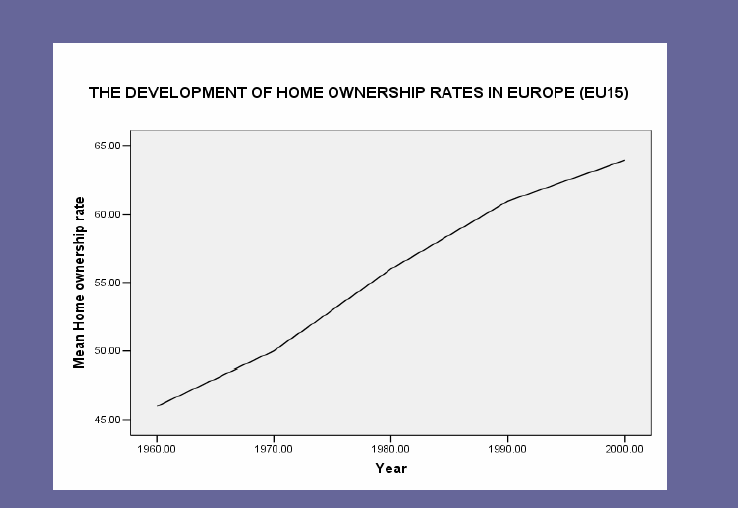 THE DEVELOPMENT OF HOME OWNERSHIP RATES IN EUROPE (EU15)
65.00
60.00
55.00
50.00
45.00
Mean Home ownership rate
1960.00 1970.00 1980.00 1990.00 2000.00
Year